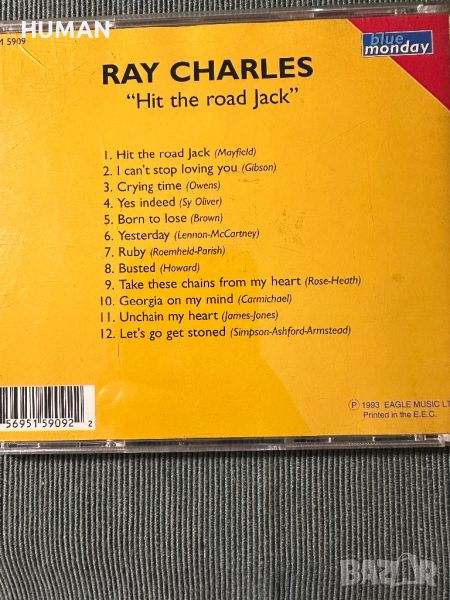 HUMAN
M 5909
blue
monday
RAY CHARLES
“Hit the road Jack”
1. Hit the road Jack (Mayfield)
2. I can't stop loving you (Gibson)
3. Crying time (Owens)
4. Yes indeed (Sy Oliver)
5. Born to lose (Brown)
6. Yesterday (Lennon-McCartney)
7. Ruby (Roemheld-Parish)
8. Busted (Howard)
9. Take these chains from my heart (Rose-Heath)
10. Georgia on my mind (Carmichael)
11. Unchain my heart (James-Jones)
12. Let's go get stoned (Simpson-Ashford-Armstead)
Ⓟ 1993 EAGLE MUSIC LT
Printed in the E.E.C.
56951 59092 2
BAZAR